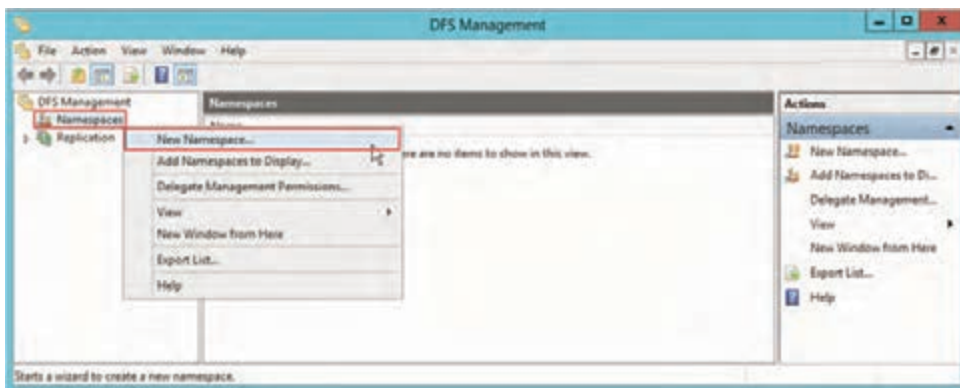 DFS Management
File Action View Window Help
DFS Management
Namespaces
Replication
Namespaces
New Namespace...
Add Namespaces to Display...
Delegate Management Permissions...
View
New Window from Here
Export List...
Help
re are no items to show in this view.
Actions
Namespaces
New Namespace...
Add Namespaces to Di...
Delegate Management...
View
New Window from Here
Export List...
Help
Starts a wizard to create a new namespace.